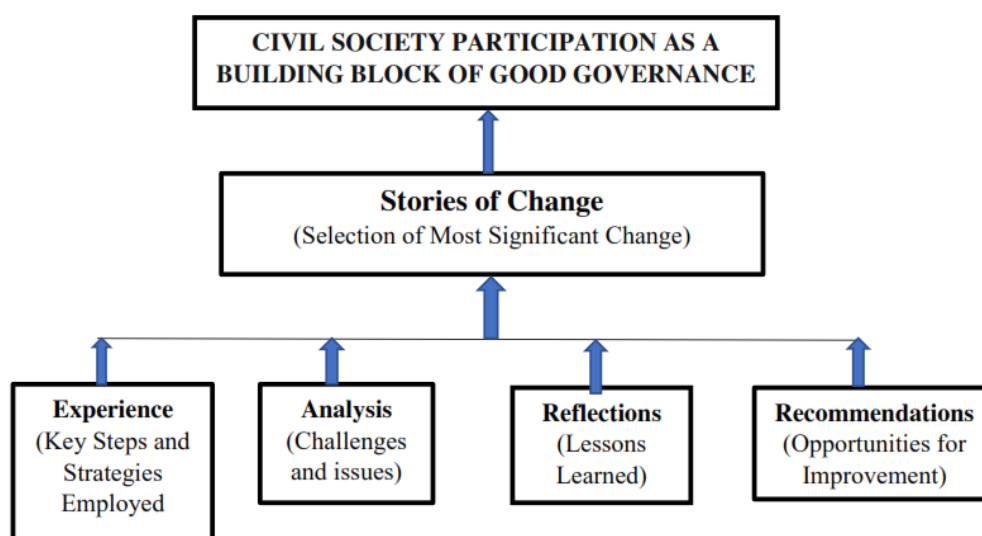 CIVIL SOCIETY PARTICIPATION AS A
BUILDING BLOCK OF GOOD GOVERNANCE
Stories of Change
(Selection of Most Significant Change)
Experience
(Key Steps and
Strategies
Employed
Analysis
(Challenges
and issues)
Reflections
(Lessons
Learned)
Recommendations
(Opportunities for
Improvement)